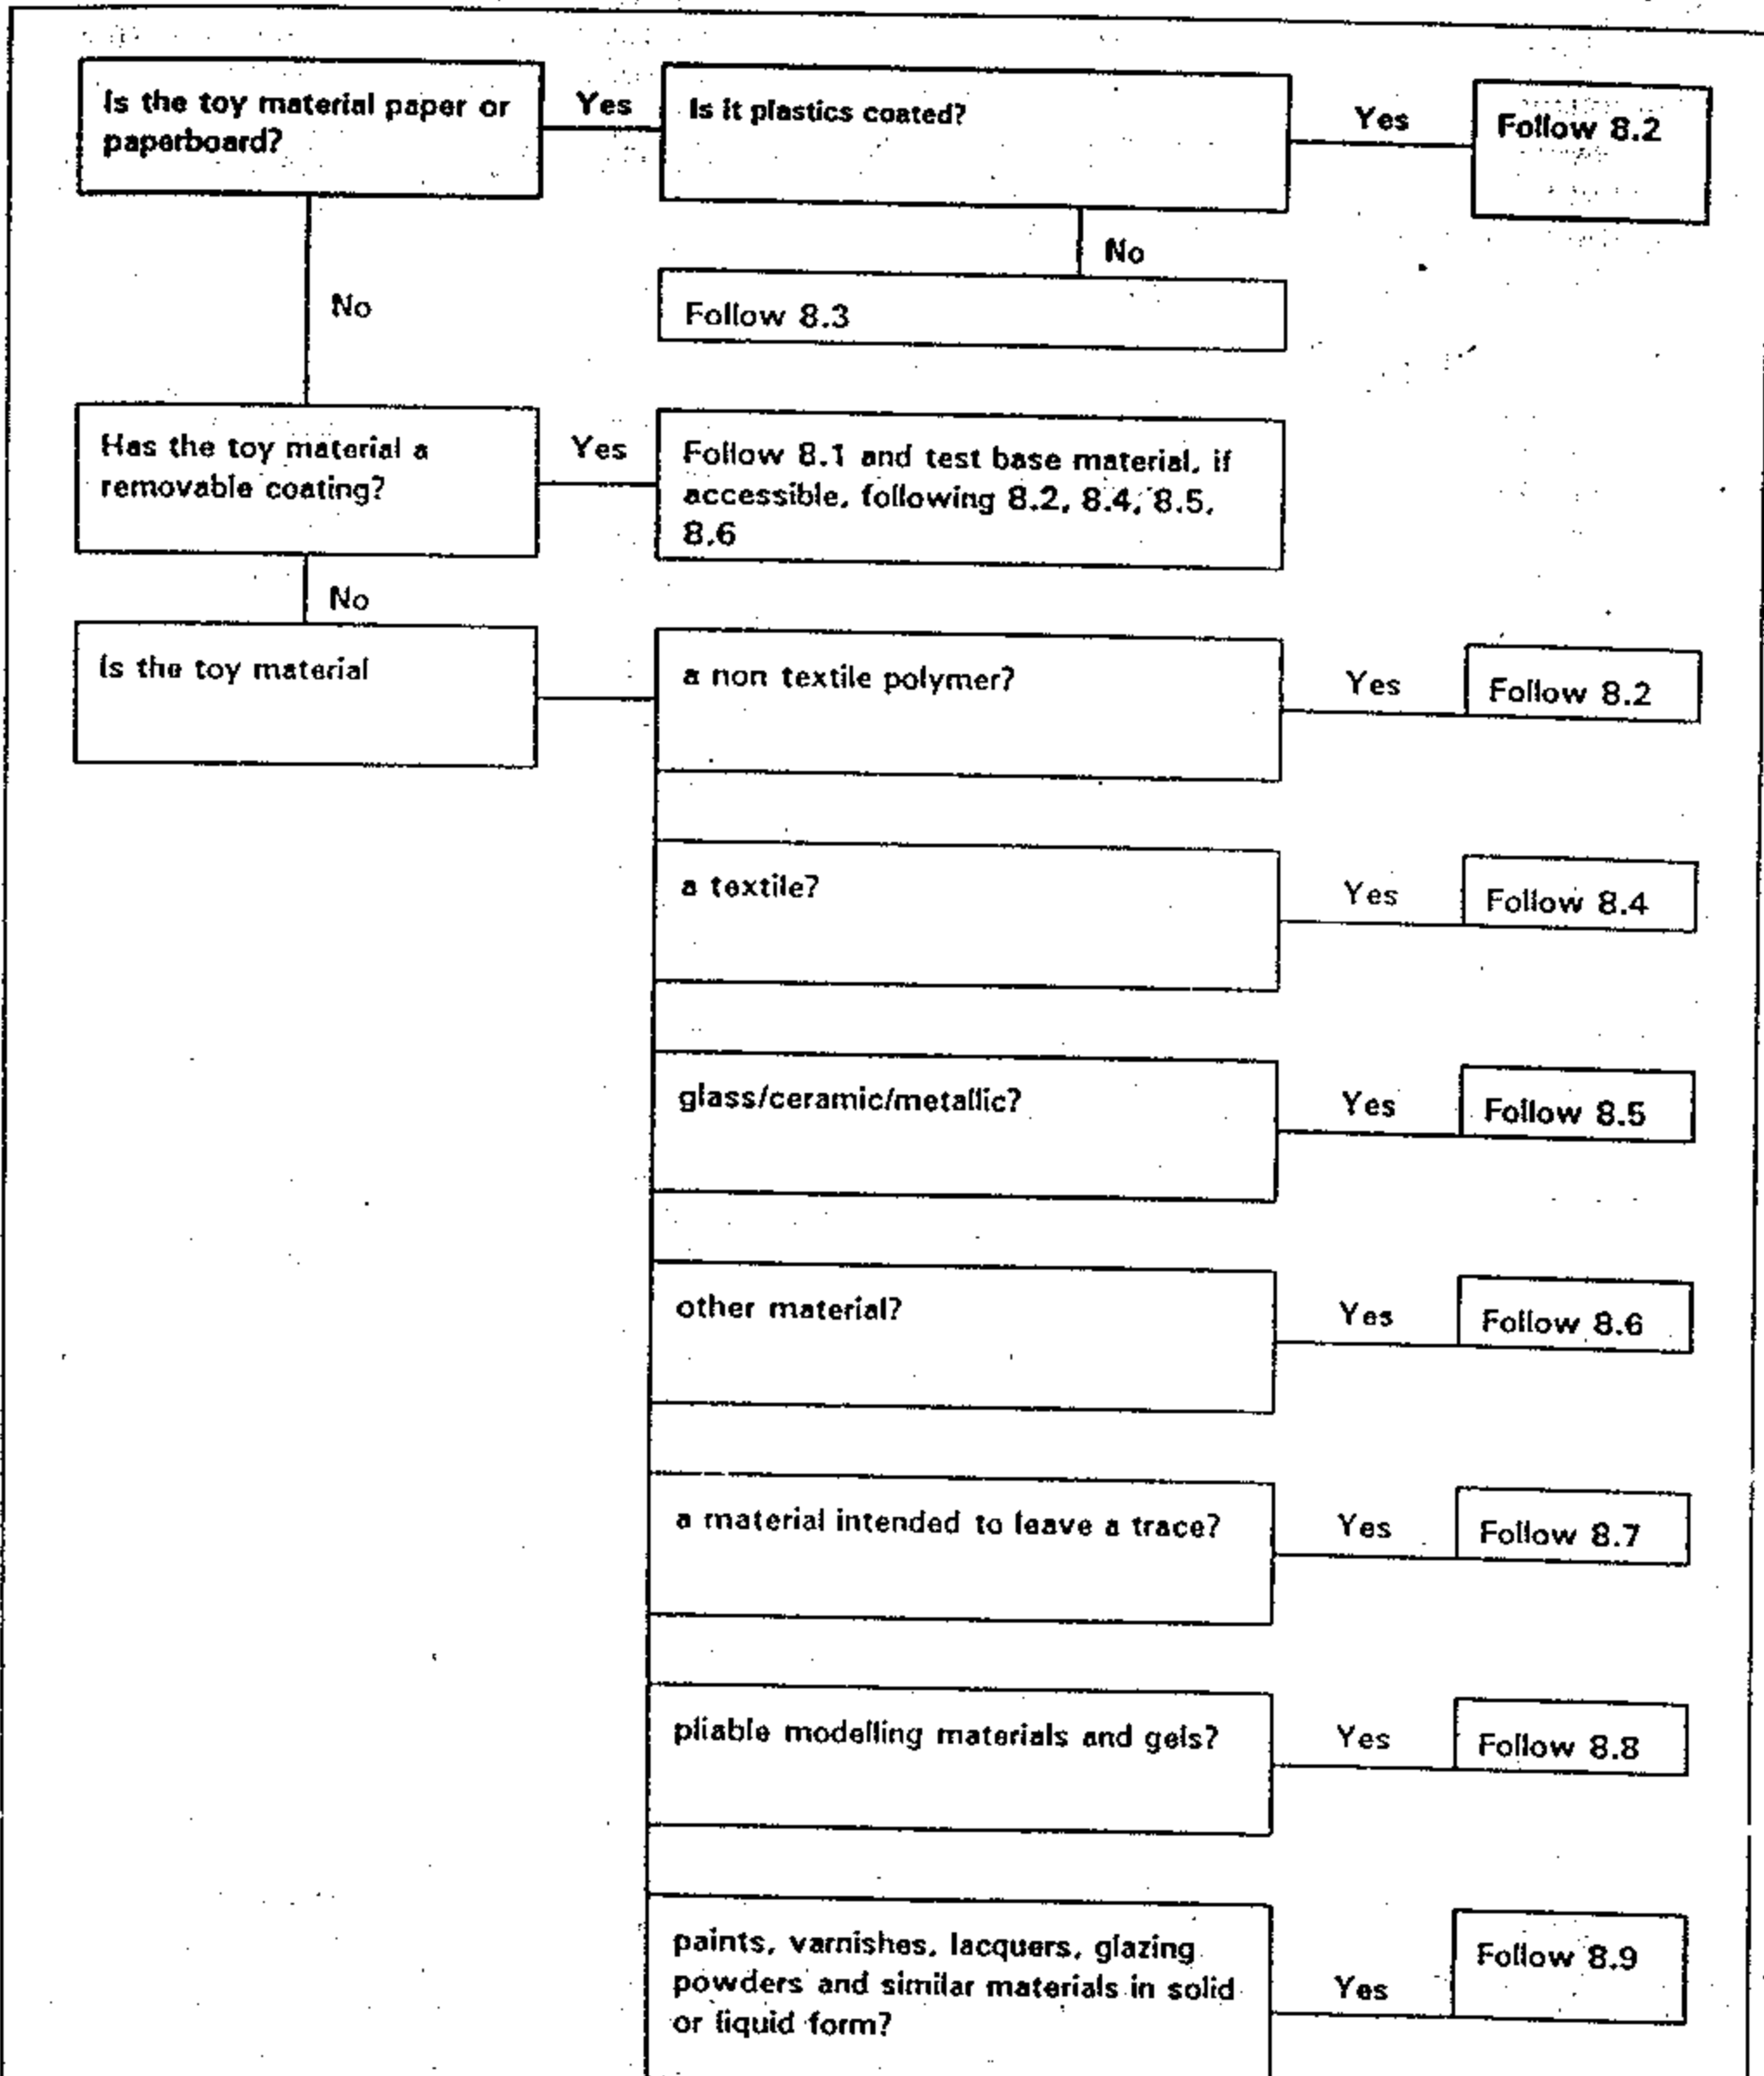 Is the toy material paper or
paperboard?
Yes
Is it plastics coated?
Yes
Follow 8.2
No
Follow 8.3
No
Has the toy material a
removable coating?
Yes
Follow 8.1 and test base material, if
accessible, following 8.2, 8.4, 8.5,
8.6
No
Is the toy material
a non textile polymer?
Yes
Follow 8.2
a textile?
Yes
Follow 8.4
glass/ceramic/metallic?
Yes
Follow 8.5
other material?
Yes
Follow 8.6
a material intended to leave a trace?
Yes
Follow 8.7
pliable modelling materials and gels?
Yes
Follow 8.8
paints, varnishes, lacquers, glazing
powders and similar materials in solid
or liquid form?
Yes
Follow 8.9